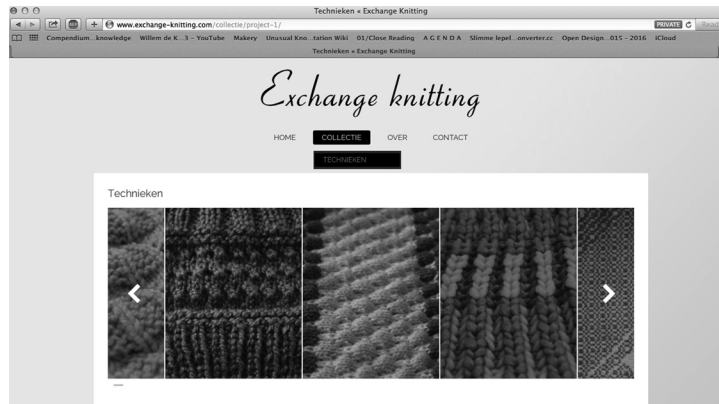 Technieken « Exchange Knitting
www.exchange-knitting.com/collectie/project-1/
PRIVATE
Read
Compendium...knowledge Willem de K...3 – YouTube Makery Unusual Kno...tation Wiki 01/Close Reading A G E N D A Slimme lepel...onverter.cc Open Design...015 – 2016 iCloud
Technieken « Exchange Knitting
Exchange knitting
HOME COLLECTIE OVER CONTACT
TECHNIEKEN
Technieken